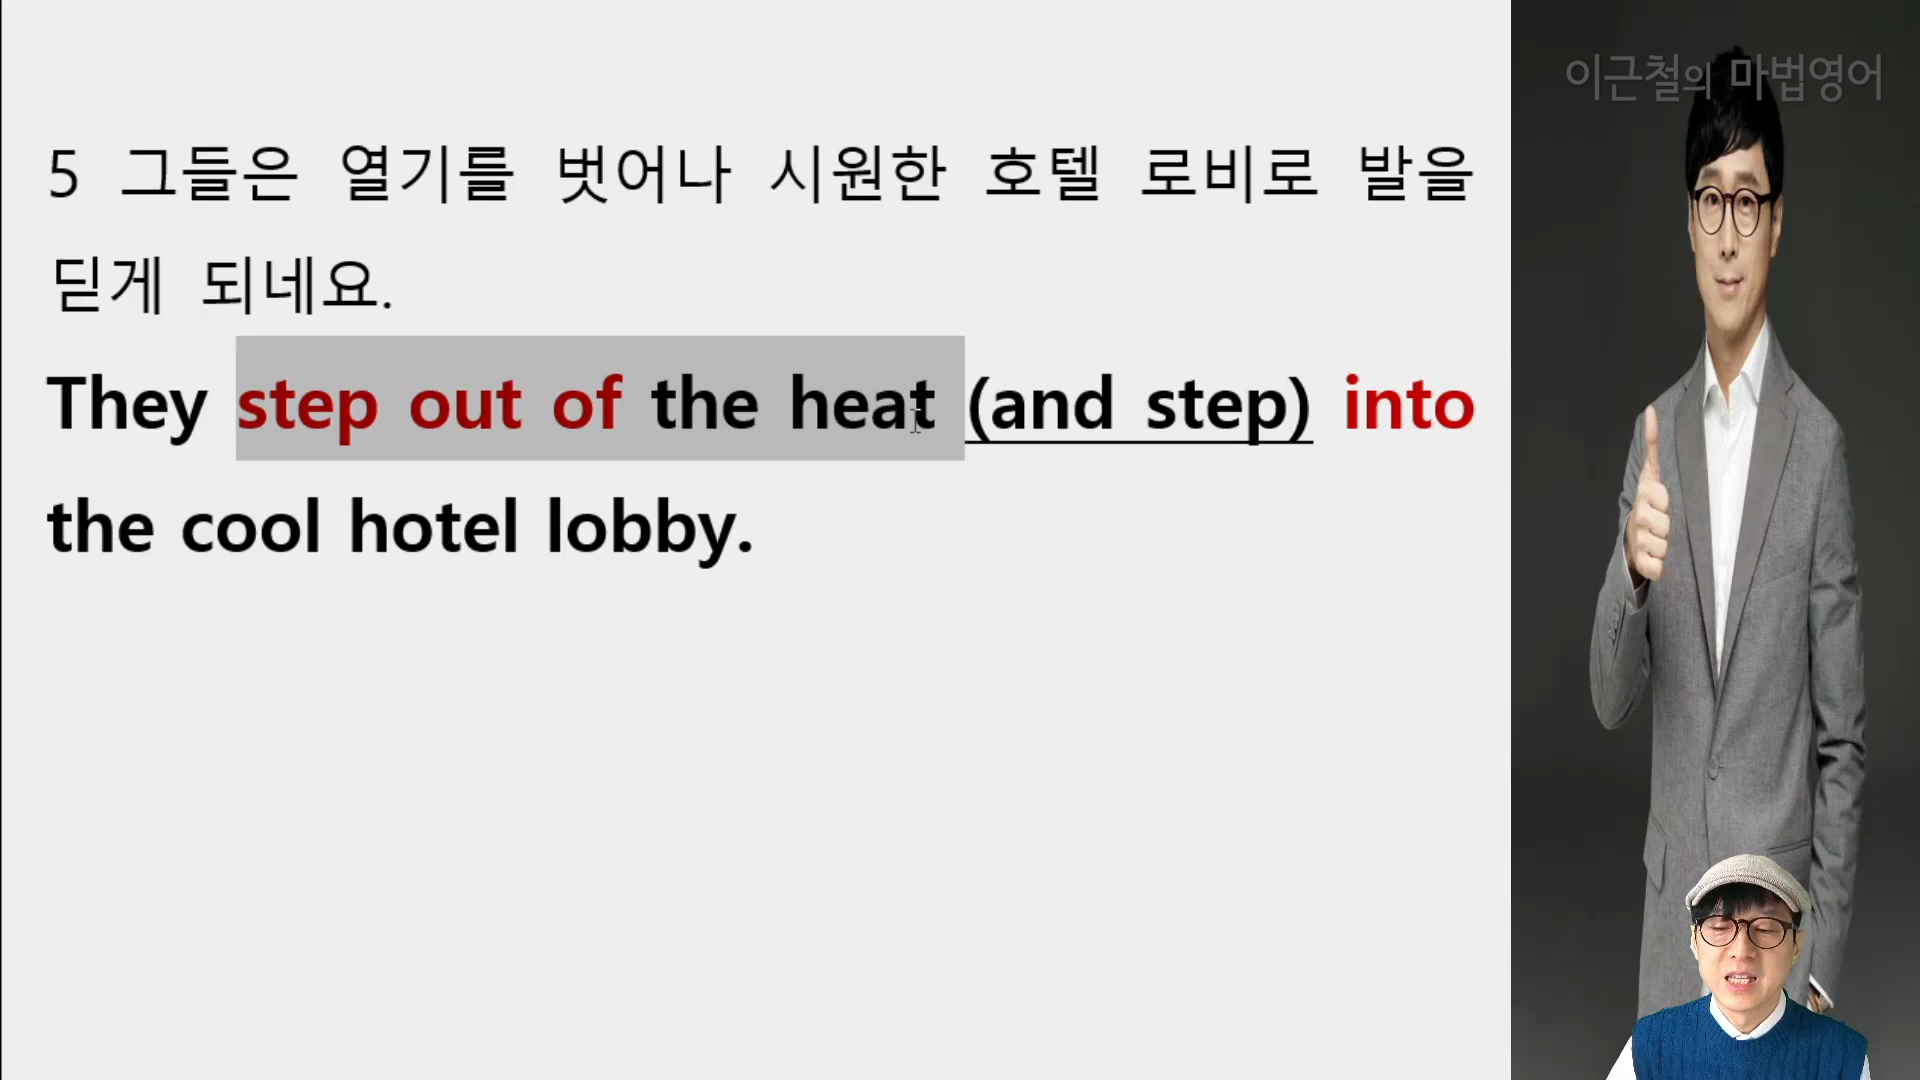 이근철의 마법영어
5 그들은 열기를 벗어나 시원한 호텔 로비로 발을
딛게 되네요.
They step out of the heat (and step) into
the cool hotel lobby.